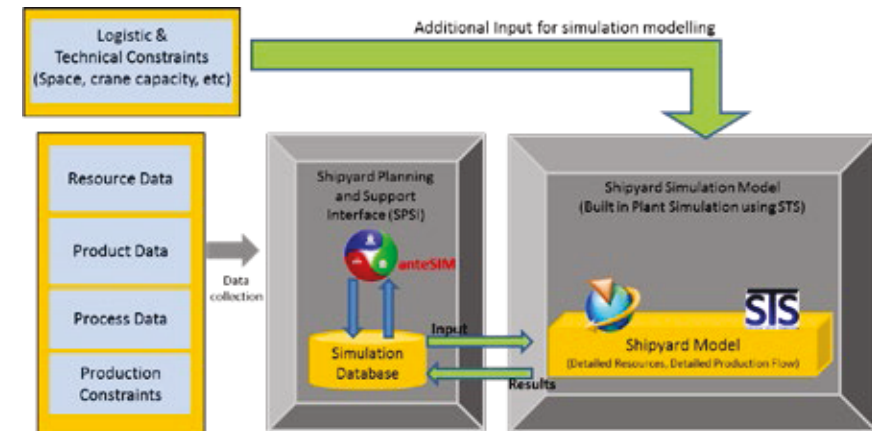 Logistic &
Technical Constraints
(Space, crane capacity, etc)
Additional Input for simulation modelling
Resource Data
Product Data
Process Data
Production
Constraints
Data
collection
Shipyard Planning
and Support
Interface (SPSI)
anteSIM
Simulation
Database
Input
Results
Shipyard Simulation Model
(Built in Plant Simulation using STS)
STS
Shipyard Model
(Detailed Resources, Detailed Production Flow)